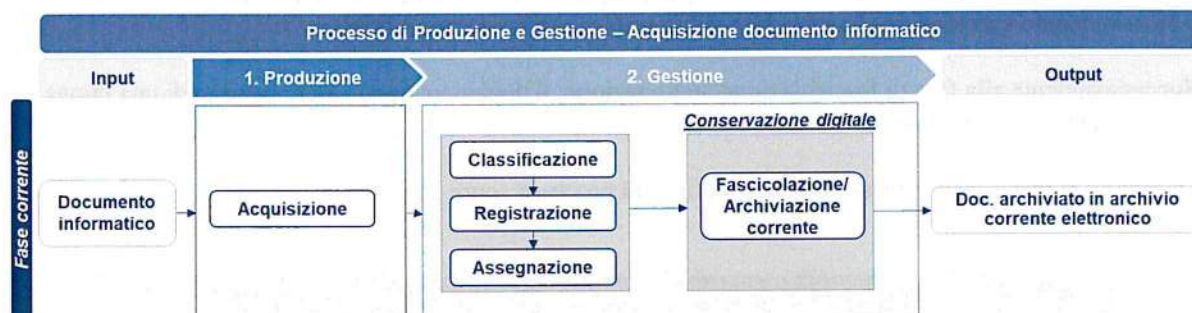 Processo di Produzione e Gestione – Acquisizione documento informatico
Input
1. Produzione
2. Gestione
Output
Fase corrente
Documento
informatico
Acquisizione
Classificazione
Registrazione
Assegnazione
Conservazione digitale
Fascicolazione/
Archiviazione
corrente
Doc. archiviato in archivio
corrente elettronico